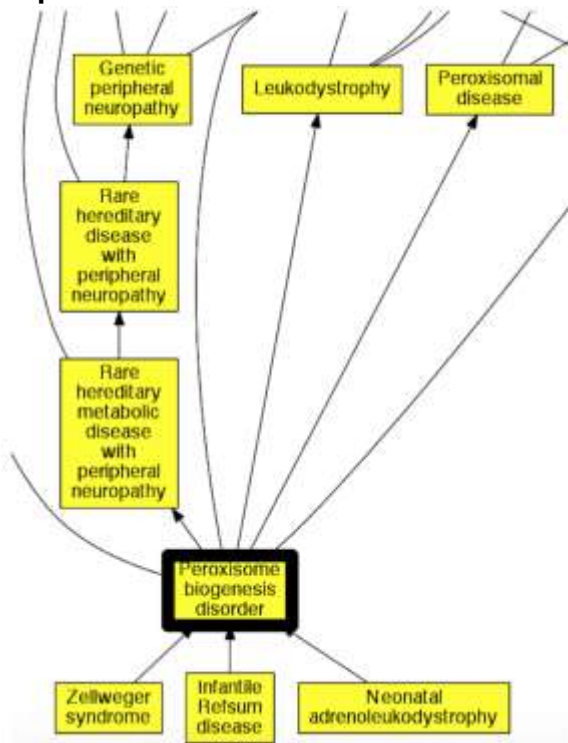 Genetic
peripheral
neuropathy
Leukodystrophy
Peroxisomal
disease
Rare
hereditary
disease
with
peripheral
neuropathy
Rare
hereditary
metabolic
disease
with
peripheral
neuropathy
Peroxisome
biogenesis
disorder
Zellweger
syndrome
Infantile
Refsum
disease
Neonatal
adrenoleukodystrophy